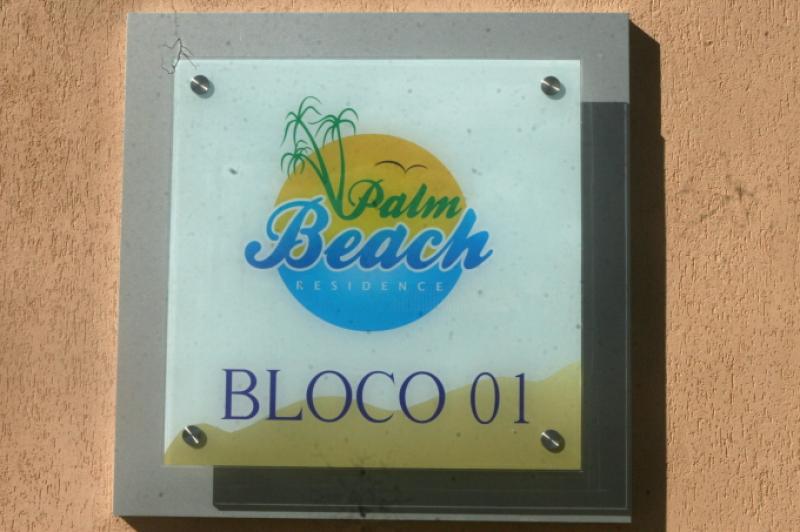 Palm
Beach
RESIDENCE
BLOCO 01